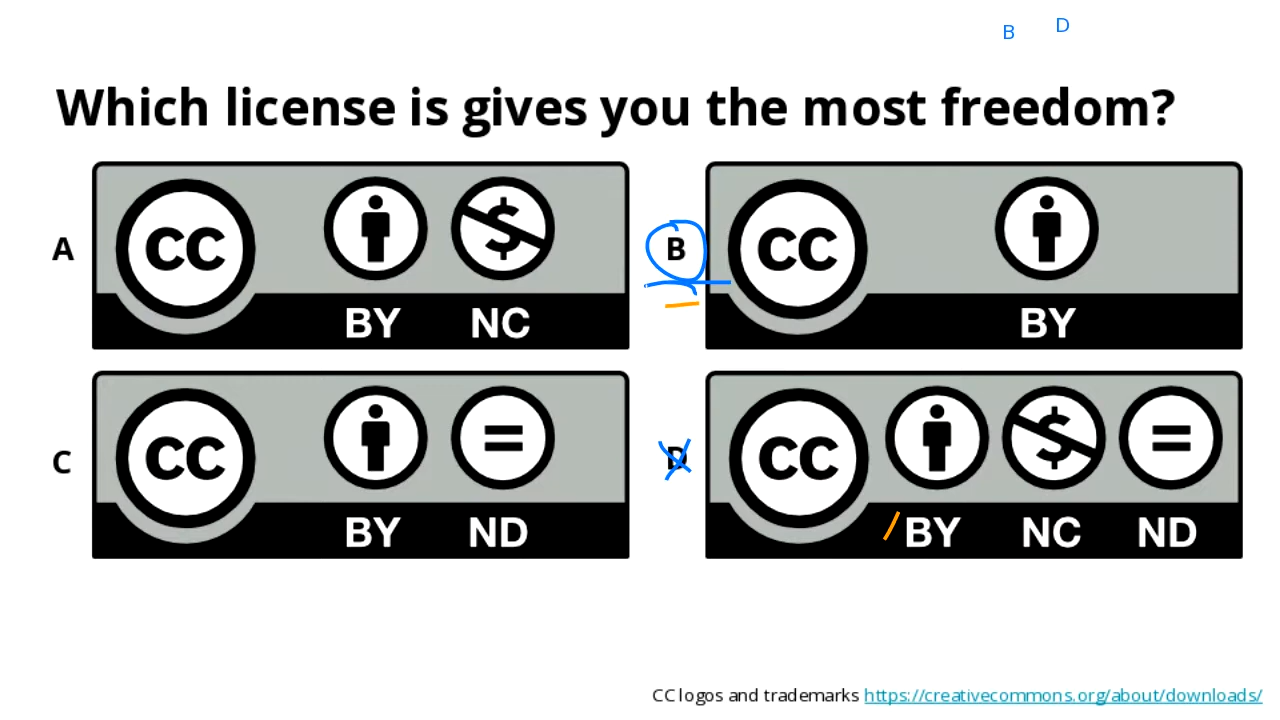 B D
Which license is gives you the most freedom?
A
CC
BY NC
B
CC
BY
C
CC
BY ND
D
CC
BY NC ND
CC logos and trademarks https://creativecommons.org/about/downloads/